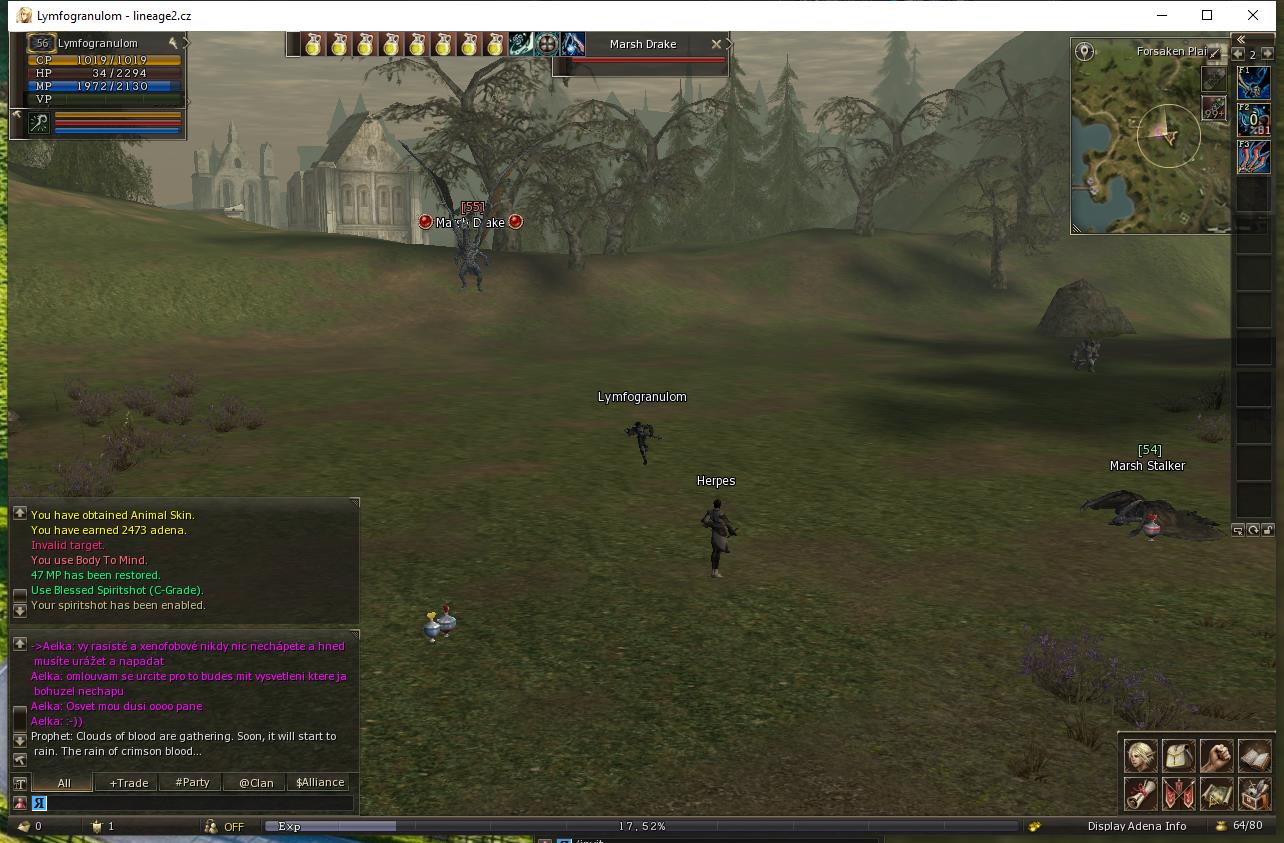 Lymfogranulom - lineage2.cz
56 Lymfogranulom
CP 1019/1019
HP 34/2294
MP 1972/2130
VP
Marsh Drake
Forsaken Plai
2
F1
F2
%81
F3
99+
[55]
Marsh Drake
Lymfogranulom
Herpes
[54]
Marsh Stalker
You have obtained Animal Skin.
You have earned 2473 adena.
Invalid target.
You use Body To Mind.
47 MP has been restored.
Use Blessed Spiritshot (C-Grade).
Your spiritshot has been enabled.
->Aelka: vy rasisté a xenofobové nikdy nic nechápete a hned
musíte urážet a napadat
Aelka: omlouvam se urcite pro to budes mit vysvetleni ktere ja
bohuzel nechapu
Aelka: Osvet mou dusi oooo pane
Aelka: :-))
Prophet: Clouds of blood are gathering. Soon, it will start to
rain. The rain of crimson blood...
All +Trade #Party @Clan $Alliance
Я
0 1 OFF Exp 17,52% Display Adena Info 64/80